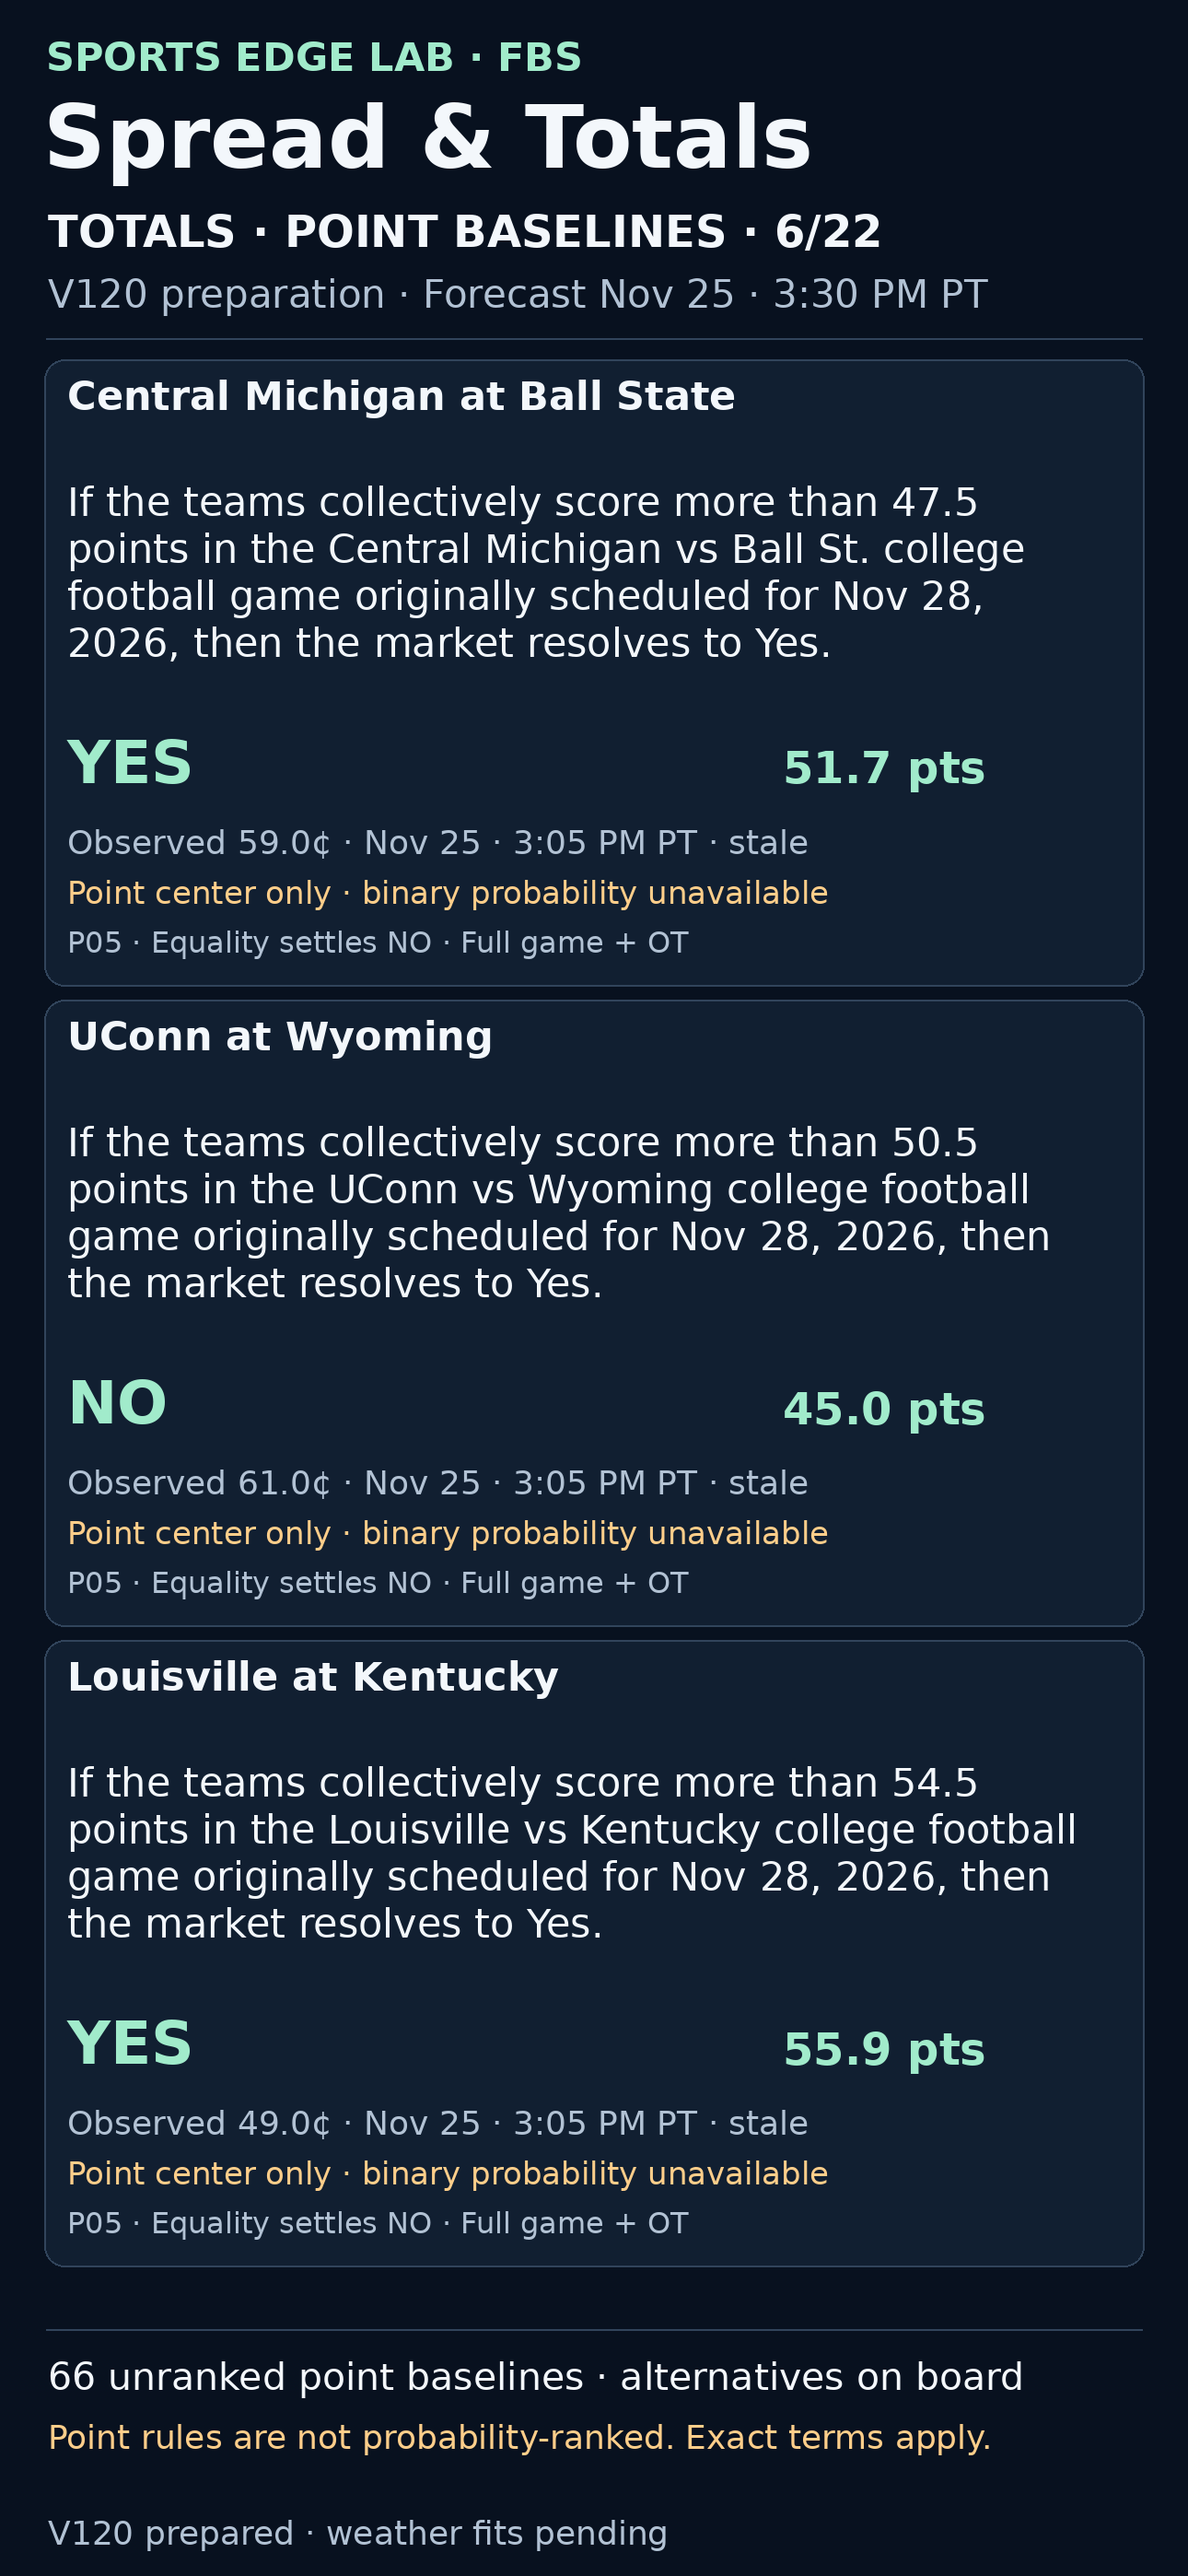 SPORTS EDGE LAB · FBS
Spread & Totals
TOTALS · POINT BASELINES · 6/22
V120 preparation · Forecast Nov 25 · 3:30 PM PT
Central Michigan at Ball State
If the teams collectively score more than 47.5
points in the Central Michigan vs Ball St. college
football game originally scheduled for Nov 28,
2026, then the market resolves to Yes.
YES 51.7 pts
Observed 59.0¢ · Nov 25 · 3:05 PM PT · stale
Point center only · binary probability unavailable
P05 · Equality settles NO · Full game + OT
UConn at Wyoming
If the teams collectively score more than 50.5
points in the UConn vs Wyoming college football
game originally scheduled for Nov 28, 2026, then
the market resolves to Yes.
NO 45.0 pts
Observed 61.0¢ · Nov 25 · 3:05 PM PT · stale
Point center only · binary probability unavailable
P05 · Equality settles NO · Full game + OT
Louisville at Kentucky
If the teams collectively score more than 54.5
points in the Louisville vs Kentucky college football
game originally scheduled for Nov 28, 2026, then
the market resolves to Yes.
YES 55.9 pts
Observed 49.0¢ · Nov 25 · 3:05 PM PT · stale
Point center only · binary probability unavailable
P05 · Equality settles NO · Full game + OT
66 unranked point baselines · alternatives on board
Point rules are not probability-ranked. Exact terms apply.
V120 prepared · weather fits pending